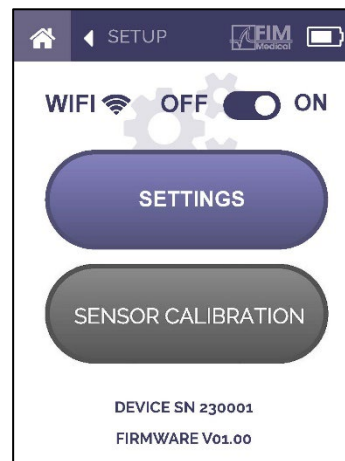 SETUP
FIM
Medical
WIFI OFF ON
SETTINGS
SENSOR CALIBRATION
DEVICE SN 230001
FIRMWARE V01.00